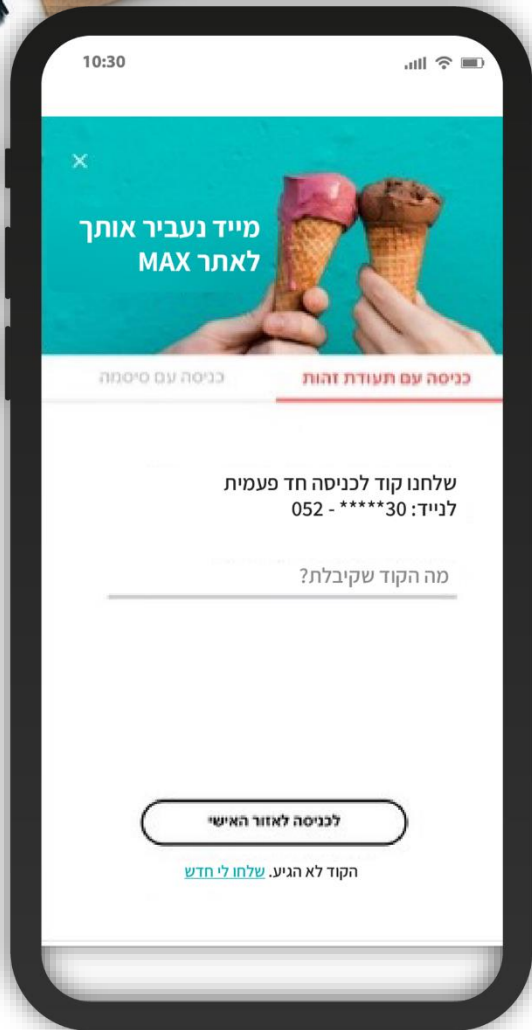 10:30
מייד נעביר אותך
לאתר MAX
כניסה עם תעודת זהות
כניסה עם סיסמה
שלחנו קוד לכניסה חד פעמית
לנייד: 30***** - 052
מה הקוד שקיבלת?
לכניסה לאזור האישי
הקוד לא הגיע. שלחו לי חדש